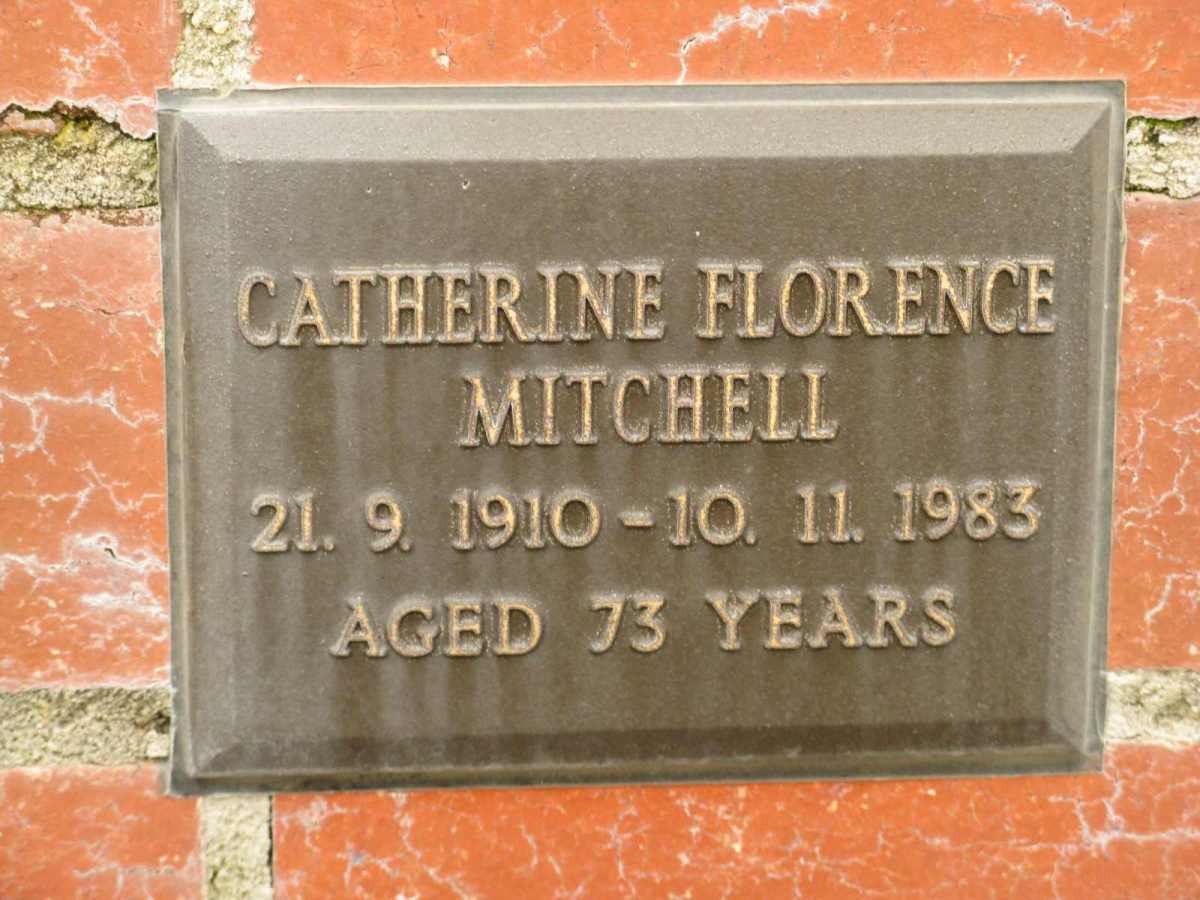 CATHERINE FLORENCE
MITCHELL
21. 9. 1910 - 10. 11. 1983
AGED 73 YEARS